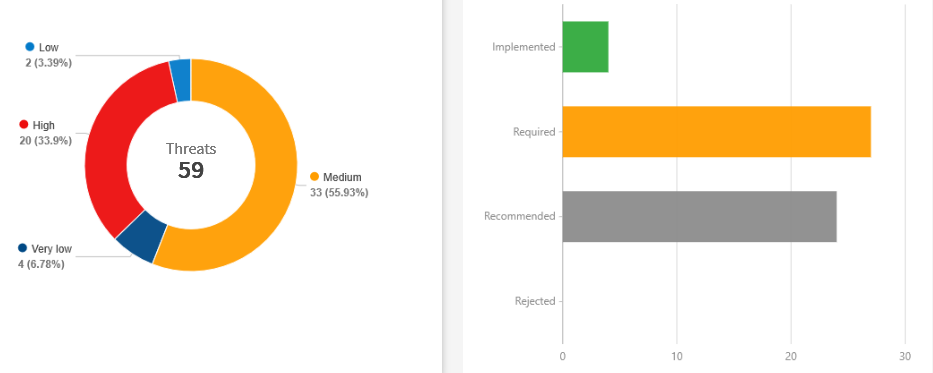 Low
2 (3.39%)
High
20 (33.9%)
Threats
59
Medium
33 (55.93%)
Very low
4 (6.78%)
Implemented
Required
Recommended
Rejected
0
10
20
30